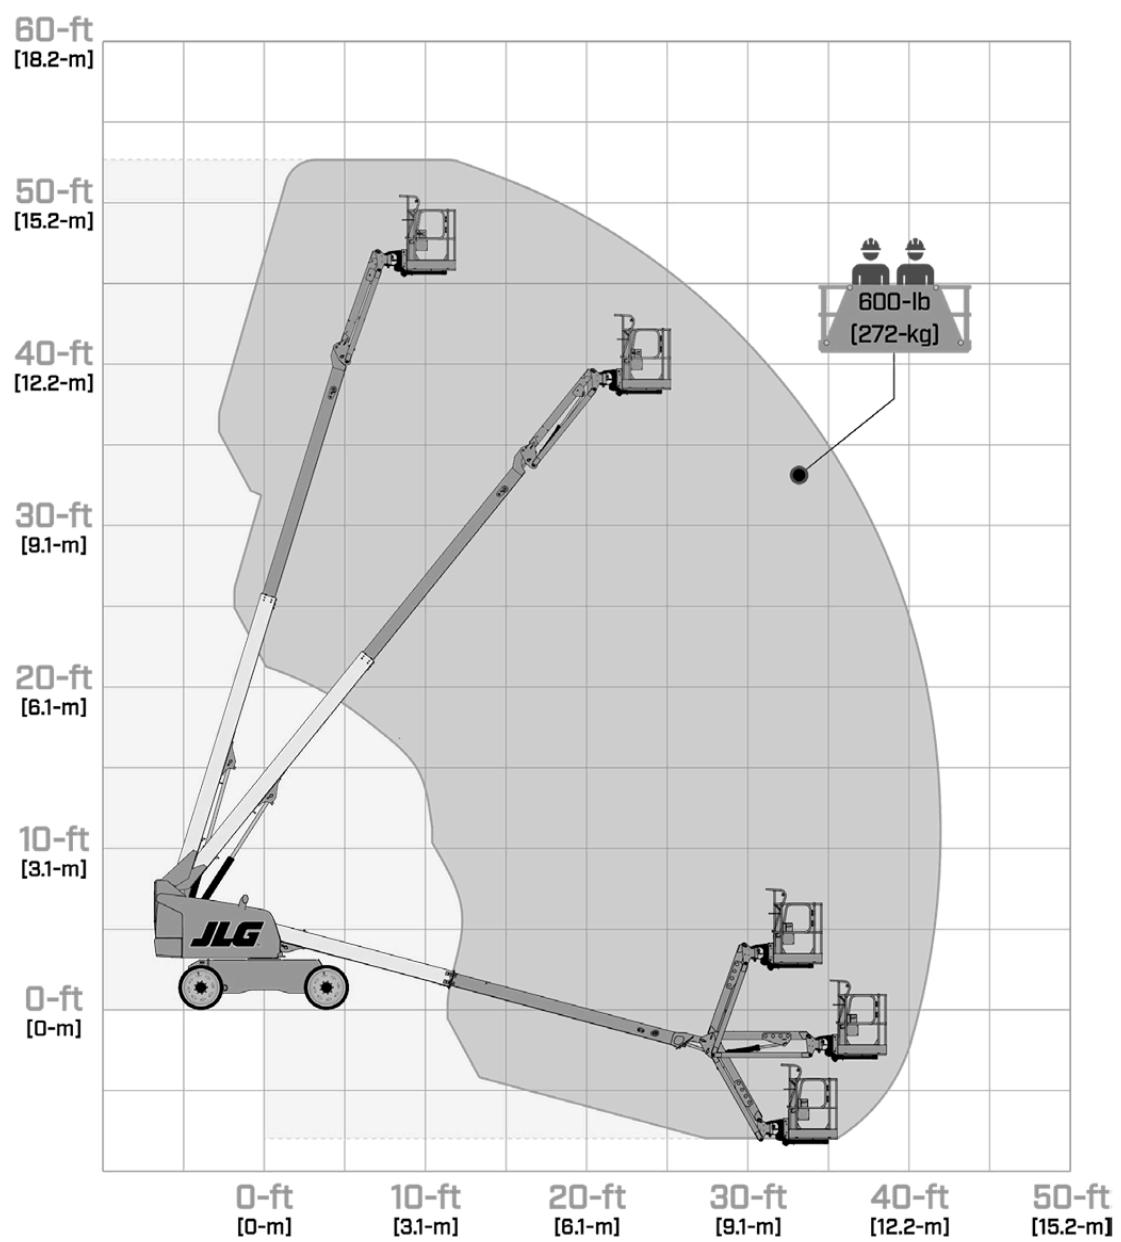 60-ft
[18.2-m]
50-ft
[15.2-m]
600-lb
[272-kg]
40-ft
[12.2-m]
30-ft
[9.1-m]
20-ft
[6.1-m]
10-ft
[3.1-m]
JLG
0-ft
[0-m]
0-ft 10-ft 20-ft 30-ft 40-ft 50-ft
[0-m] [3.1-m] [6.1-m] [9.1-m] [12.2-m] [15.2-m]